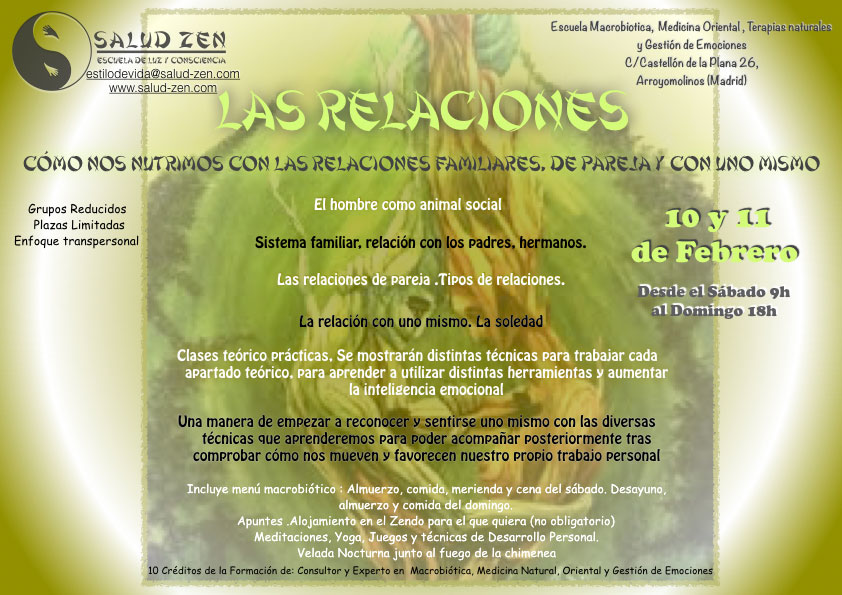 SALUD ZEN
ESCUELA DE LUZ Y CONSCIENCIA
estilodevida@salud-zen.com
www.salud-zen.com
Escuela Macrobiotica, Medicina Oriental , Terapias naturales
y Gestión de Emociones
C/Castellón de la Plana 26,
Arroyomolinos (Madrid)
LAS RELACIONES
CÓMO NOS NUTRIMOS CON LAS RELACIONES FAMILIARES, DE PAREJA Y CON UNO MISMO
Grupos Reducidos
Plazas Limitadas
Enfoque transpersonal
El hombre como animal social
Sistema familiar, relación con los padres, hermanos.
Las relaciones de pareja .Tipos de relaciones.
La relación con uno mismo. La soledad
10 y 11
de Febrero
Desde el Sábado 9h
al Domingo 18h
Clases teórico prácticas, Se mostrarán distintas técnicas para trabajar cada
apartado teórico, para aprender a utilizar distintas herramientas y aumentar
la inteligencia emocional
Una manera de empezar a reconocer y sentirse uno mismo con las diversas
técnicas que aprenderemos para poder acompañar posteriormente tras
comprobar cómo nos mueven y favorecen nuestro propio trabajo personal
Incluye menú macrobiótico : Almuerzo, comida, merienda y cena del sábado. Desayuno,
almuerzo y comida del domingo.
Apuntes .Alojamiento en el Zendo para el que quiera (no obligatorio)
Meditaciones, Yoga, Juegos y técnicas de Desarrollo Personal.
Velada Nocturna junto al fuego de la chimenea
10 Créditos de la Formación de: Consultor y Experto en Macrobiótica, Medicina Natural, Oriental y Gestión de Emociones